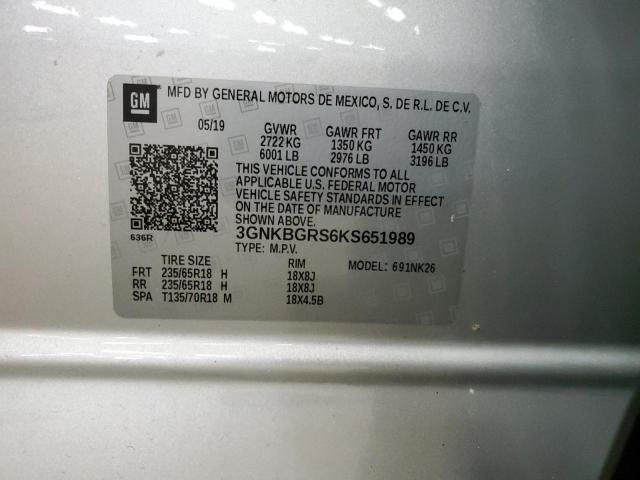 GM
MFD BY GENERAL MOTORS DE MEXICO, S. DE R.L. DE C.V.
05/19 GVWR GAWR FRT GAWR RR
2722 KG 1350 KG 1450 KG
6001 LB 2976 LB 3196 LB
THIS VEHICLE CONFORMS TO ALL
APPLICABLE U.S. FEDERAL MOTOR
VEHICLE SAFETY STANDARDS IN EFFECT
ON THE DATE OF MANUFACTURE
3GNKBGRS6KS651989
636R
TYPE: M.P.V.
TIRE SIZE RIM MODEL: 691NK26
FRT 235/65R18 H 18X8J
RR 235/65R18 H 18X8J
SPA T135/70R18 M 18X4.5B